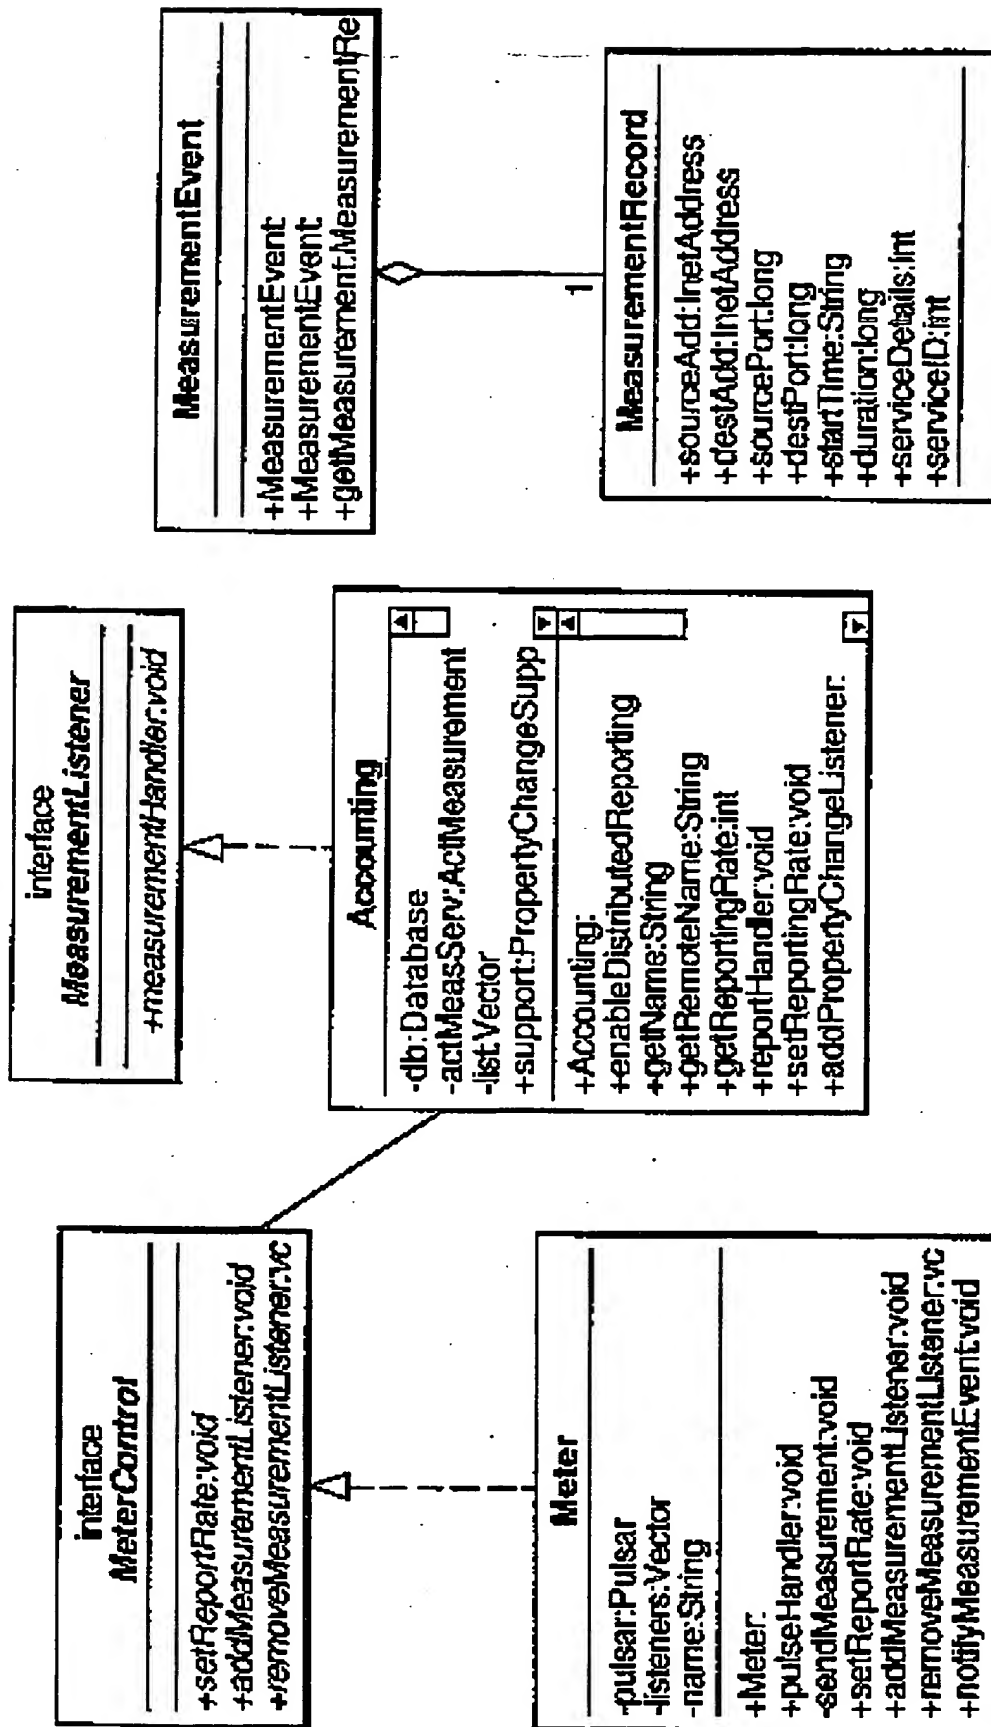 interface
MeterControl
+setReportRate:void
+addMeasurementListener:void
+removeMeasurementListener:vc
Meter
-pulsar:Pulsar
-listeners:Vector
-name:String
+Meter:
+pulseHandler:void
-sendMeasurement:void
+setReportRate:void
+addMeasurementListener:void
+removeMeasurementListener:vc
+notifyMeasurementEvent:void
interface
MeasurementListener
+measurementHandler:void
Accounting
-db:Database
-actMeasServ:ActMeasurement
-list:Vector
+support:PropertyChangeSupp
+Accounting:
+enableDistributedReporting
+getName:String
+getRemoteName:String
+getReportingRate:int
+reportHandler:void
+setReportingRate:void
+addPropertyChangeListener:
MeasurementEvent
+MeasurementEvent:
+MeasurementEvent:
+getMeasurement:MeasurementRe
1
MeasurementRecord
+sourceAdd:InetAddress
+destAdd:InetAddress
+sourcePort:long
+destPort:long
+startTime:String
+duration:long
+serviceDetails:int
+serviceID:int